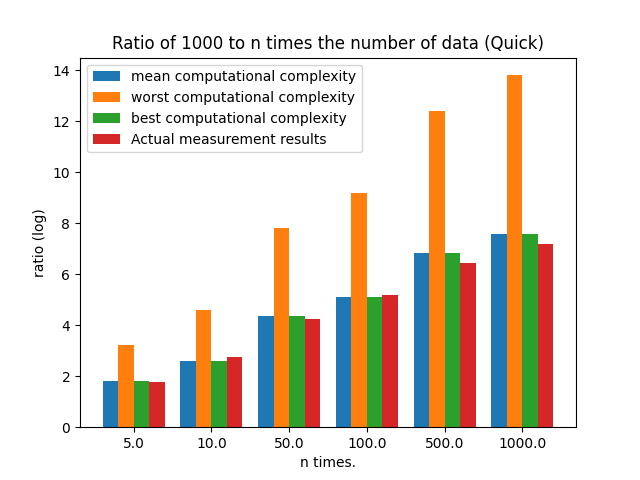 Ratio of 1000 to n times the number of data (Quick)
mean computational complexity
worst computational complexity
best computational complexity
Actual measurement results
ratio (log)
14
12
10
8
6
4
2
0
5.0 10.0 50.0 100.0 500.0 1000.0
n times.